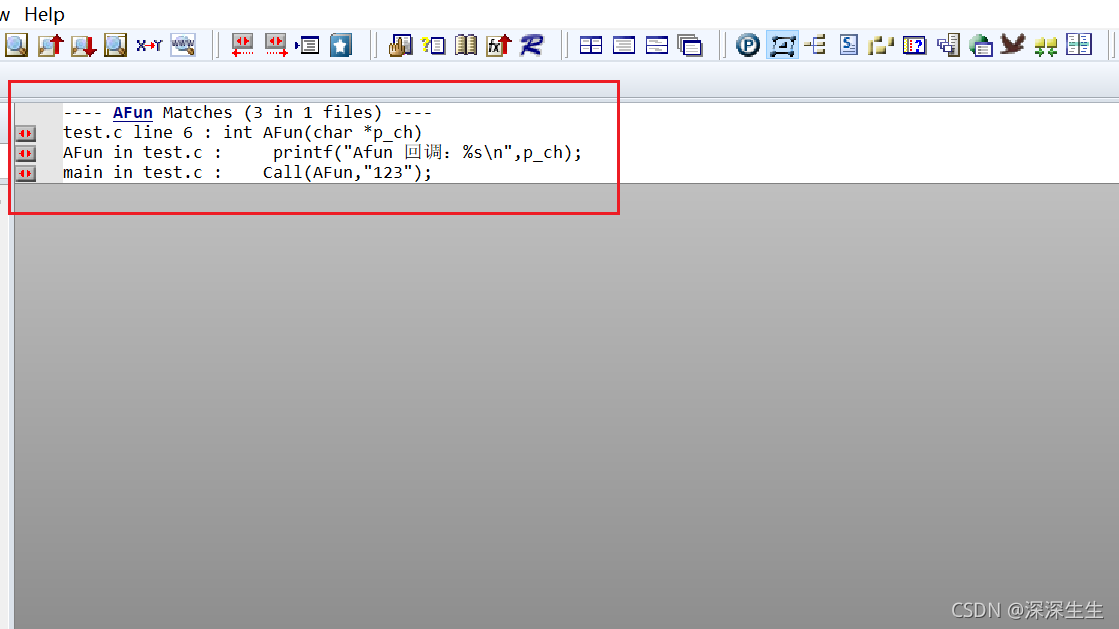 w Help
---- AFun Matches (3 in 1 files) ----
test.c line 6 : int AFun(char *p_ch)
AFun in test.c :     printf("Afun 回调：%s\n",p_ch);
main in test.c :    Call(AFun,"123");
CSDN @深深生生